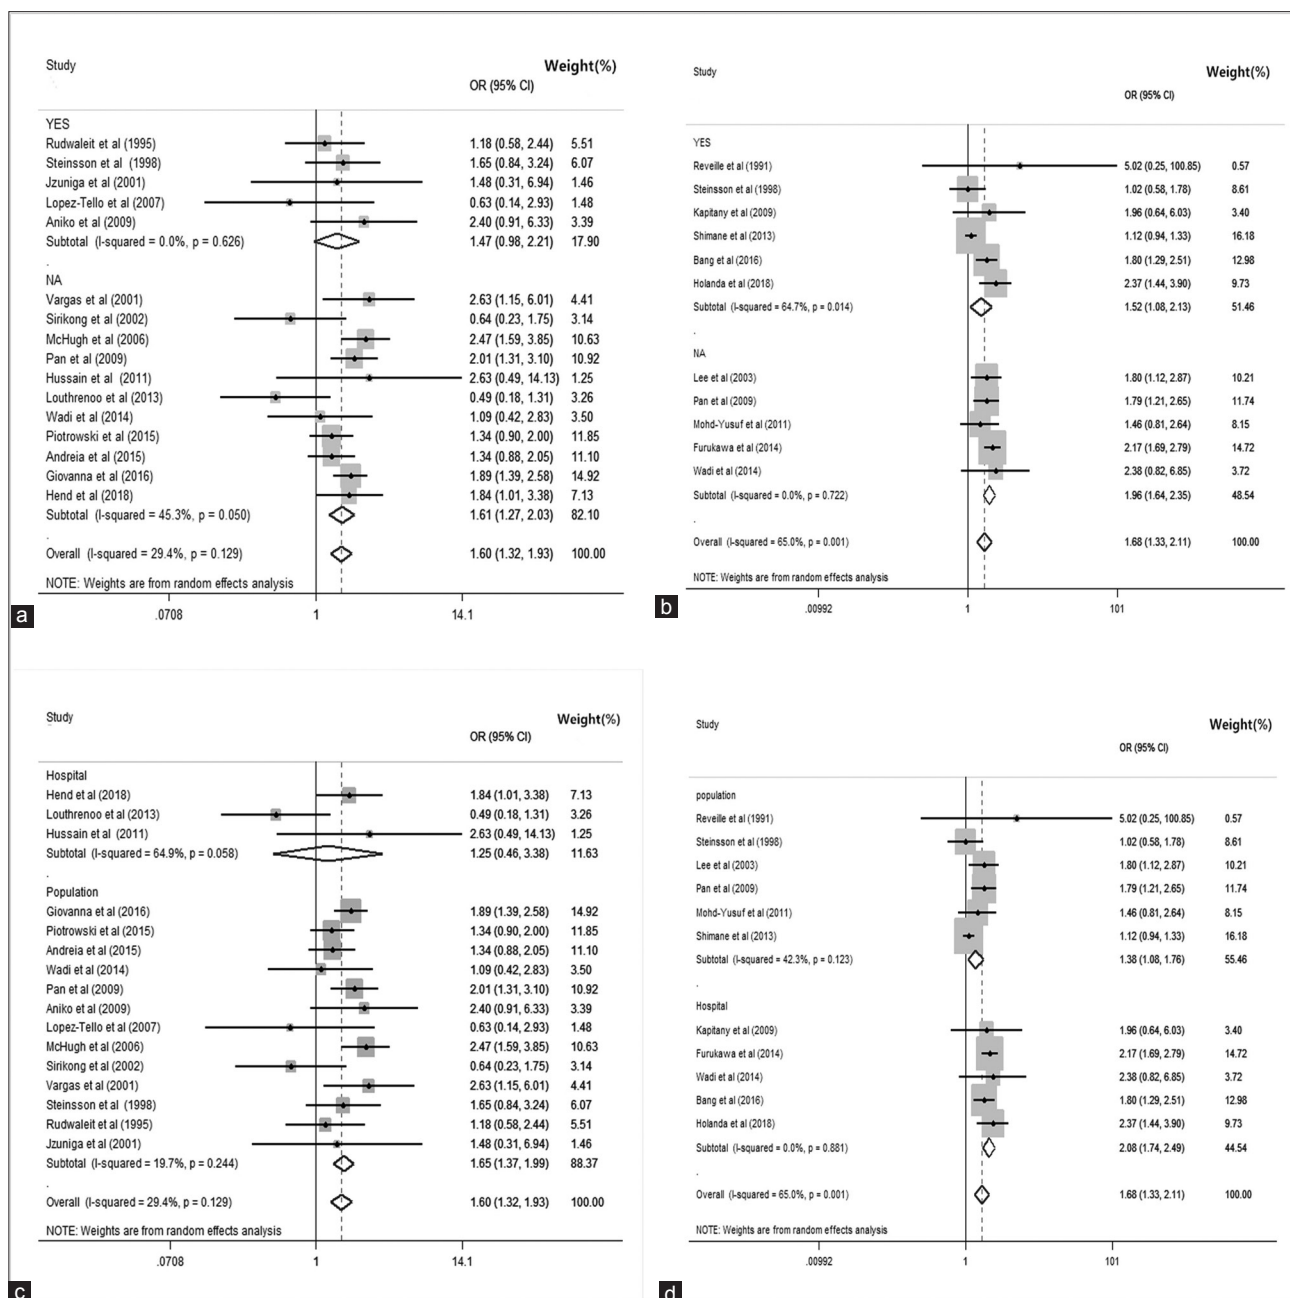 Study Weight(%)
OR (95% CI)
YES
Rudwaleit et al (1995) 1.18 (0.58, 2.44) 5.51
Steinsson et al (1998) 1.65 (0.84, 3.24) 6.07
Jzuniga et al (2001) 1.48 (0.31, 6.94) 1.46
Lopez-Tello et al (2007) 0.63 (0.14, 2.93) 1.48
Aniko et al (2009) 2.40 (0.91, 6.33) 3.39
Subtotal (I-squared = 0.0%, p = 0.626) 1.47 (0.98, 2.21) 17.90
.
NA
Vargas et al (2001) 2.63 (1.15, 6.01) 4.41
Sirikong et al (2002) 0.64 (0.23, 1.75) 3.14
McHugh et al (2006) 2.47 (1.59, 3.85) 10.63
Pan et al (2009) 2.01 (1.31, 3.10) 10.92
Hussain et al (2011) 2.63 (0.49, 14.13) 1.25
Louthrenoo et al (2013) 0.49 (0.18, 1.31) 3.26
Wadi et al (2014) 1.09 (0.42, 2.83) 3.50
Piotrowski et al (2015) 1.34 (0.90, 2.00) 11.85
Andreia et al (2015) 1.34 (0.88, 2.05) 11.10
Giovanna et al (2016) 1.89 (1.39, 2.58) 14.92
Hend et al (2018) 1.84 (1.01, 3.38) 7.13
Subtotal (I-squared = 45.3%, p = 0.050) 1.61 (1.27, 2.03) 82.10
.
Overall (I-squared = 29.4%, p = 0.129) 1.60 (1.32, 1.93) 100.00
NOTE: Weights are from random effects analysis
a
.0708 1 14.1
Study Weight(%)
OR (95% CI)
YES
Reveille et al (1991) 5.02 (0.25, 100.85) 0.57
Steinsson et al (1998) 1.02 (0.58, 1.78) 8.61
Kapitany et al (2009) 1.96 (0.64, 6.03) 3.40
Shimane et al (2013) 1.12 (0.94, 1.33) 16.18
Bang et al (2016) 1.80 (1.29, 2.51) 12.98
Holanda et al (2018) 2.37 (1.44, 3.90) 9.73
Subtotal (I-squared = 64.7%, p = 0.014) 1.52 (1.08, 2.13) 51.46
.
NA
Lee et al (2003) 1.80 (1.12, 2.87) 10.21
Pan et al (2009) 1.79 (1.21, 2.65) 11.74
Mohd-Yusuf et al (2011) 1.46 (0.81, 2.64) 8.15
Furukawa et al (2014) 2.17 (1.69, 2.79) 14.72
Wadi et al (2014) 2.38 (0.82, 6.85) 3.72
Subtotal (I-squared = 0.0%, p = 0.722) 1.96 (1.64, 2.35) 48.54
.
Overall (I-squared = 65.0%, p = 0.001) 1.68 (1.33, 2.11) 100.00
NOTE: Weights are from random effects analysis
b
.00992 1 101
Study Weight(%)
OR (95% CI)
Hospital
Hend et al (2018) 1.84 (1.01, 3.38) 7.13
Louthrenoo et al (2013) 0.49 (0.18, 1.31) 3.26
Hussain et al (2011) 2.63 (0.49, 14.13) 1.25
Subtotal (I-squared = 64.9%, p = 0.058) 1.25 (0.46, 3.38) 11.63
.
Population
Giovanna et al (2016) 1.89 (1.39, 2.58) 14.92
Piotrowski et al (2015) 1.34 (0.90, 2.00) 11.85
Andreia et al (2015) 1.34 (0.88, 2.05) 11.10
Wadi et al (2014) 1.09 (0.42, 2.83) 3.50
Pan et al (2009) 2.01 (1.31, 3.10) 10.92
Aniko et al (2009) 2.40 (0.91, 6.33) 3.39
Lopez-Tello et al (2007) 0.63 (0.14, 2.93) 1.48
McHugh et al (2006) 2.47 (1.59, 3.85) 10.63
Sirikong et al (2002) 0.64 (0.23, 1.75) 3.14
Vargas et al (2001) 2.63 (1.15, 6.01) 4.41
Steinsson et al (1998) 1.65 (0.84, 3.24) 6.07
Rudwaleit et al (1995) 1.18 (0.58, 2.44) 5.51
Jzuniga et al (2001) 1.48 (0.31, 6.94) 1.46
Subtotal (I-squared = 19.7%, p = 0.244) 1.65 (1.37, 1.99) 88.37
.
Overall (I-squared = 29.4%, p = 0.129) 1.60 (1.32, 1.93) 100.00
NOTE: Weights are from random effects analysis
.0708 1 14.1
c
Study Weight(%)
OR (95% CI)
population
Reveille et al (1991) 5.02 (0.25, 100.85) 0.57
Steinsson et al (1998) 1.02 (0.58, 1.78) 8.61
Lee et al (2003) 1.80 (1.12, 2.87) 10.21
Pan et al (2009) 1.79 (1.21, 2.65) 11.74
Mohd-Yusuf et al (2011) 1.46 (0.81, 2.64) 8.15
Shimane et al (2013) 1.12 (0.94, 1.33) 16.18
Subtotal (I-squared = 42.3%, p = 0.123) 1.38 (1.08, 1.76) 55.46
.
Hospital
Kapitany et al (2009) 1.96 (0.64, 6.03) 3.40
Furukawa et al (2014) 2.17 (1.69, 2.79) 14.72
Wadi et al (2014) 2.38 (0.82, 6.85) 3.72
Bang et al (2016) 1.80 (1.29, 2.51) 12.98
Holanda et al (2018) 2.37 (1.44, 3.90) 9.73
Subtotal (I-squared = 0.0%, p = 0.881) 2.08 (1.74, 2.49) 44.54
.
Overall (I-squared = 65.0%, p = 0.001) 1.68 (1.33, 2.11) 100.00
NOTE: Weights are from random effects analysis
.00992 1 101
d